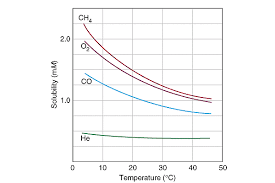 CH₄
O₂
2.0
CO
1.0
He
Solubility (mM)
0 10 20 30 40 50
Temperature (°C)